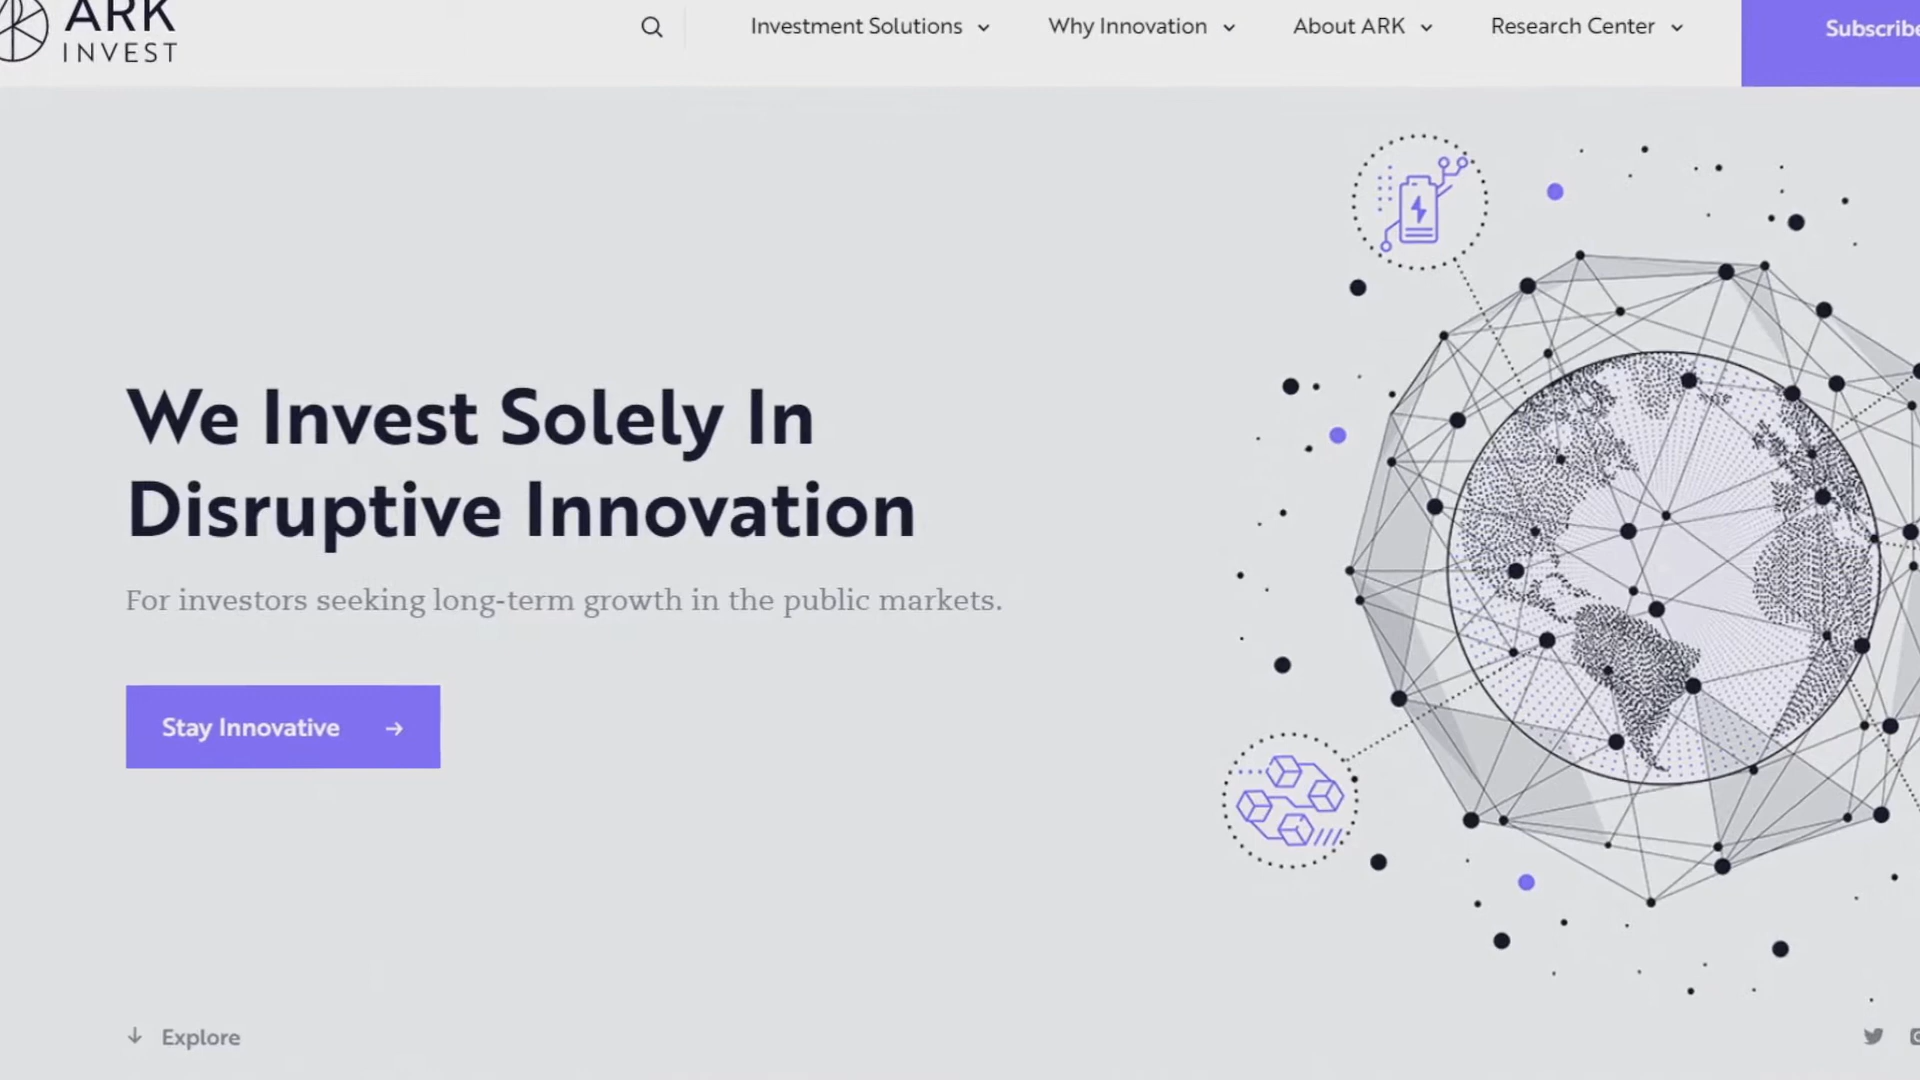 ARK
INVEST
Investment Solutions
Why Innovation
About ARK
Research Center
Subscribe
We Invest Solely In
Disruptive Innovation
For investors seeking long-term growth in the public markets.
Stay Innovative
Explore